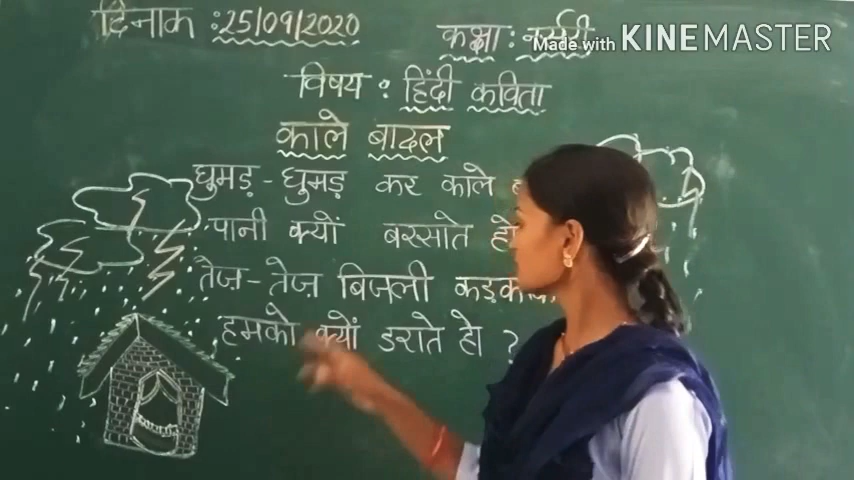 दिनांक : 25/09/2020
कक्षा : नर्सरी
Made with KINEMASTER
विषय : हिंदी कविता
काले बादल
घुमड़ - घुमड़ कर काले
पानी क्यों बरसाते हो
तेज़ - तेज़ बिजली
हमको क्यों डराते हो ?